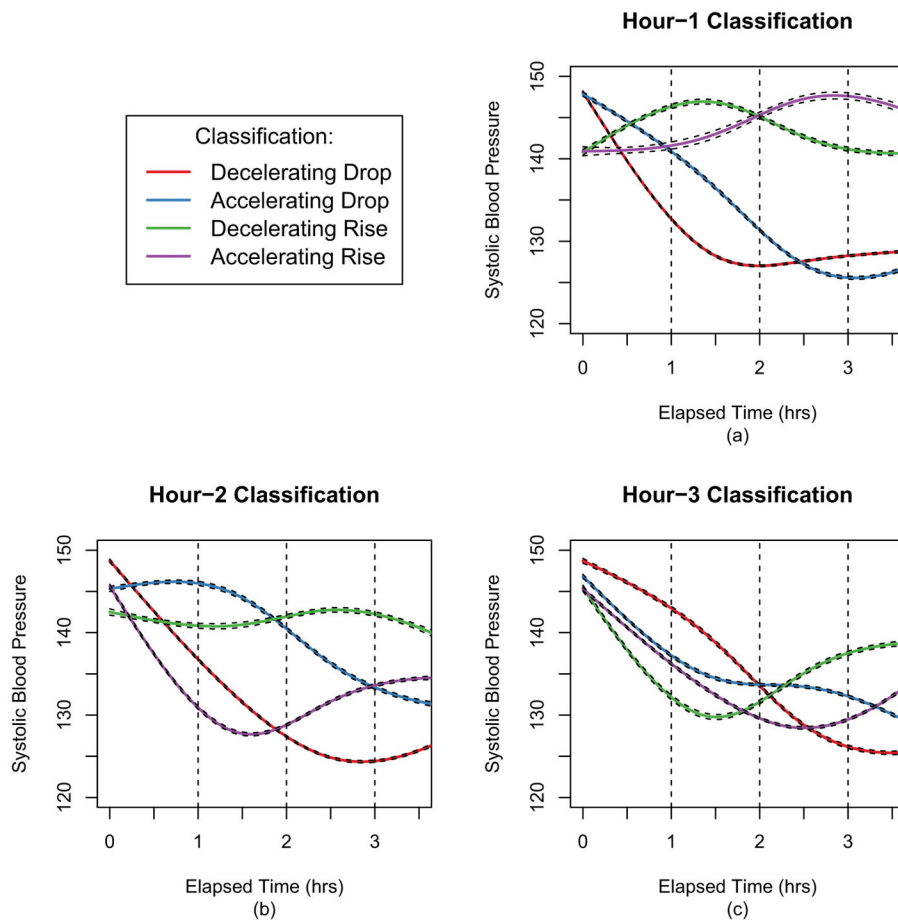 Hour−1 Classification
Classification:
Decelerating Drop
Accelerating Drop
Decelerating Rise
Accelerating Rise
Systolic Blood Pressure
150
140
130
120
0 1 2 3
Elapsed Time (hrs)
(a)
Hour−2 Classification
Systolic Blood Pressure
150
140
130
120
0 1 2 3
Elapsed Time (hrs)
(b)
Hour−3 Classification
Systolic Blood Pressure
150
140
130
120
0 1 2 3
Elapsed Time (hrs)
(c)